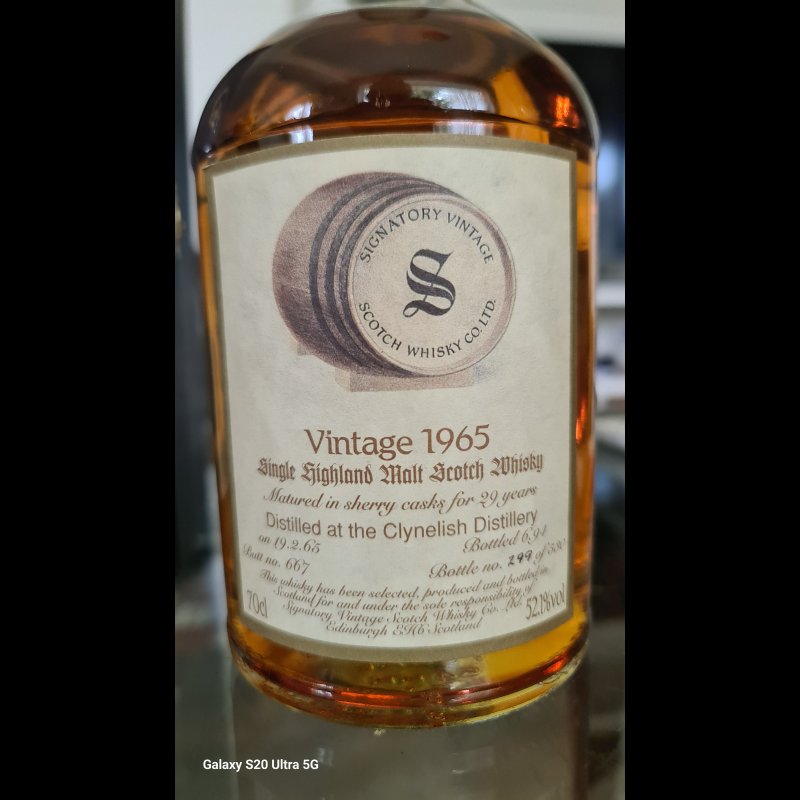 SIGNATORY VINTAGE
S
SCOTCH WHISKY CO. LTD.
Vintage 1965
Single Highland Malt Scotch Whisky
Matured in sherry casks for 29 years
Distilled at the Clynelish Distillery
on 19.2.65 Bottled 6.94
Butt no. 667 Bottle no. 299 of 530
This whisky has been selected, produced and bottled in
Scotland for and under the sole responsibility of
Signatory Vintage Scotch Whisky Co. Ltd.
Edinburgh EH6 Scotland
70cl 52.1%vol
Galaxy S20 Ultra 5G